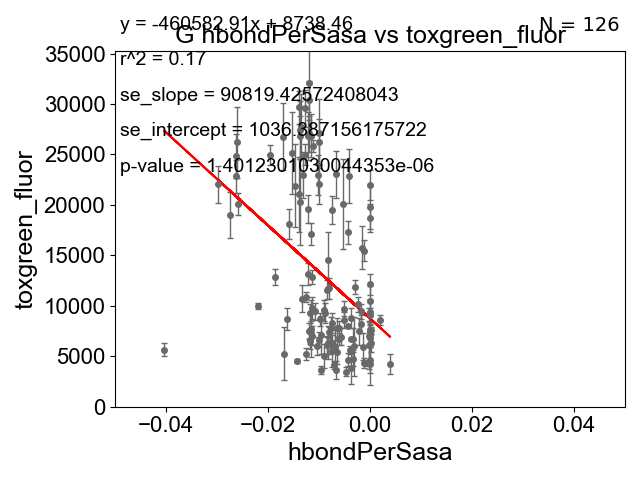 y = -460582.91x + 8738.46
N = 126
G hbondPerSasa vs toxgreen_fluor
r^2 = 0.17
se_slope = 90819.42572408043
se_intercept = 1036.387156175722
p-value = 1.4012301030044353e-06
35000
30000
25000
20000
15000
10000
5000
0
toxgreen_fluor
−0.04
−0.02
0.00
0.02
0.04
hbondPerSasa